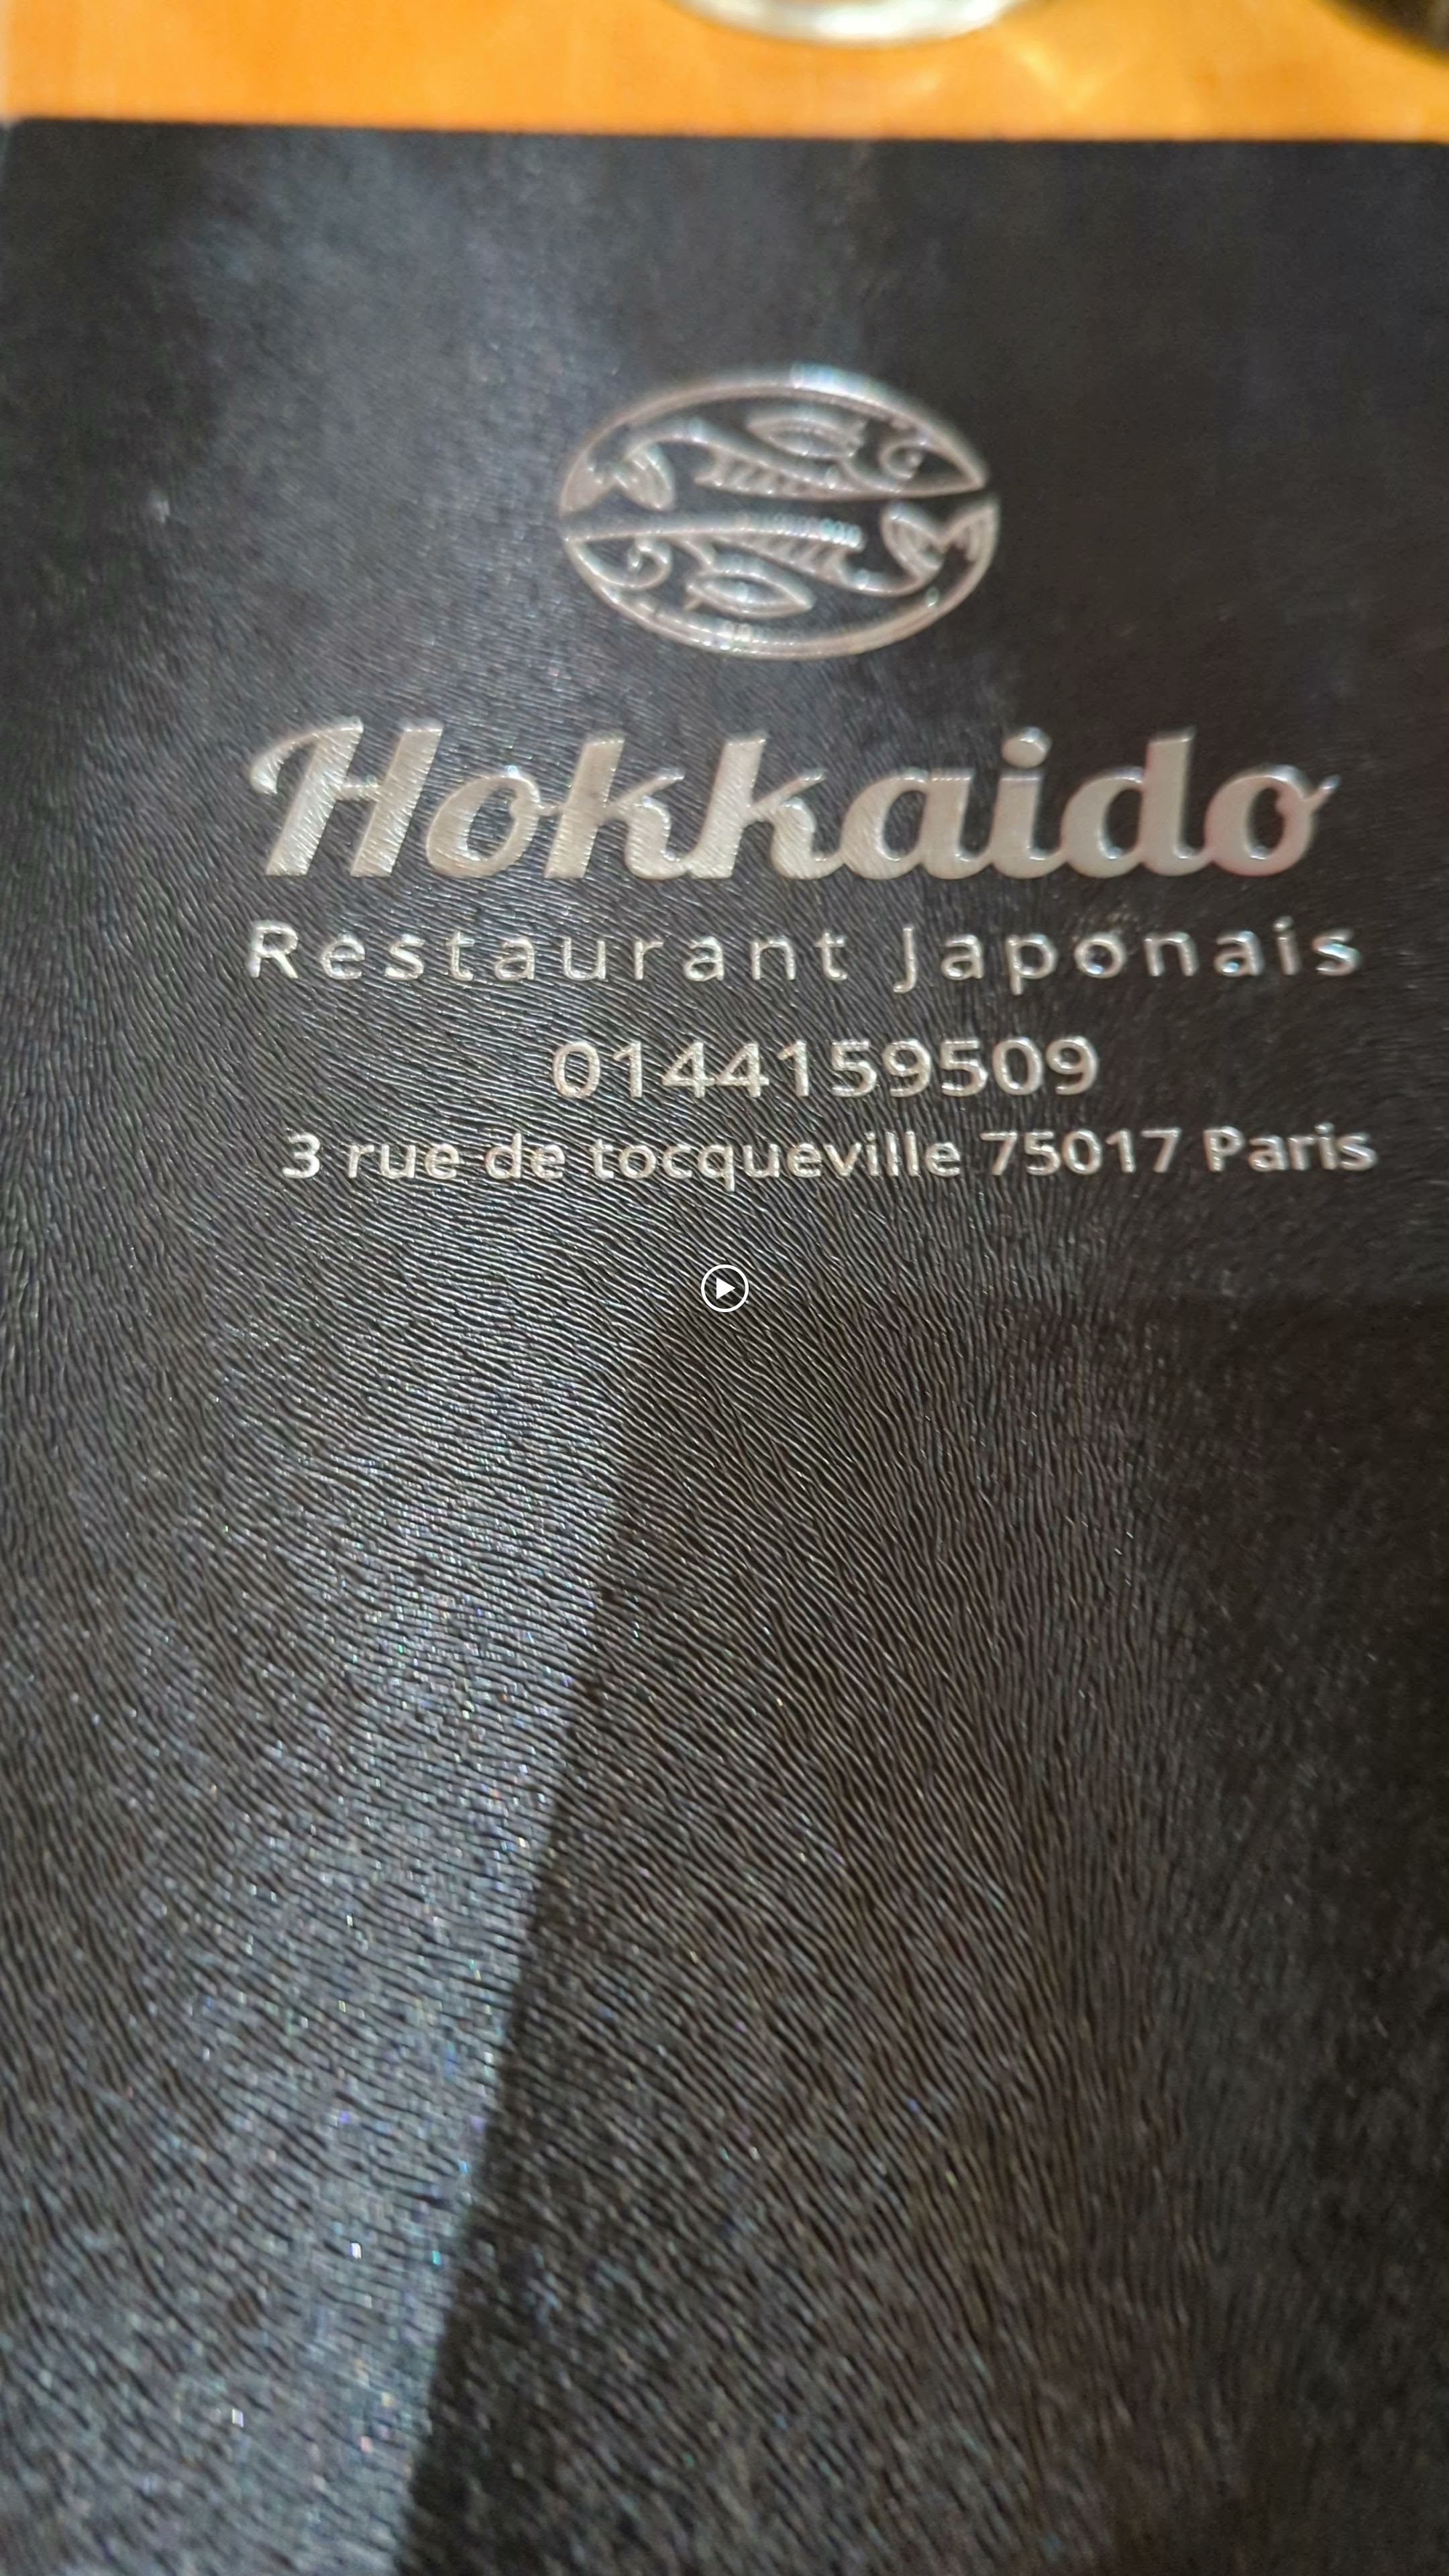 Hokkaido
Restaurant Japonais
0144159509
3 rue de tocqueville 75017 Paris